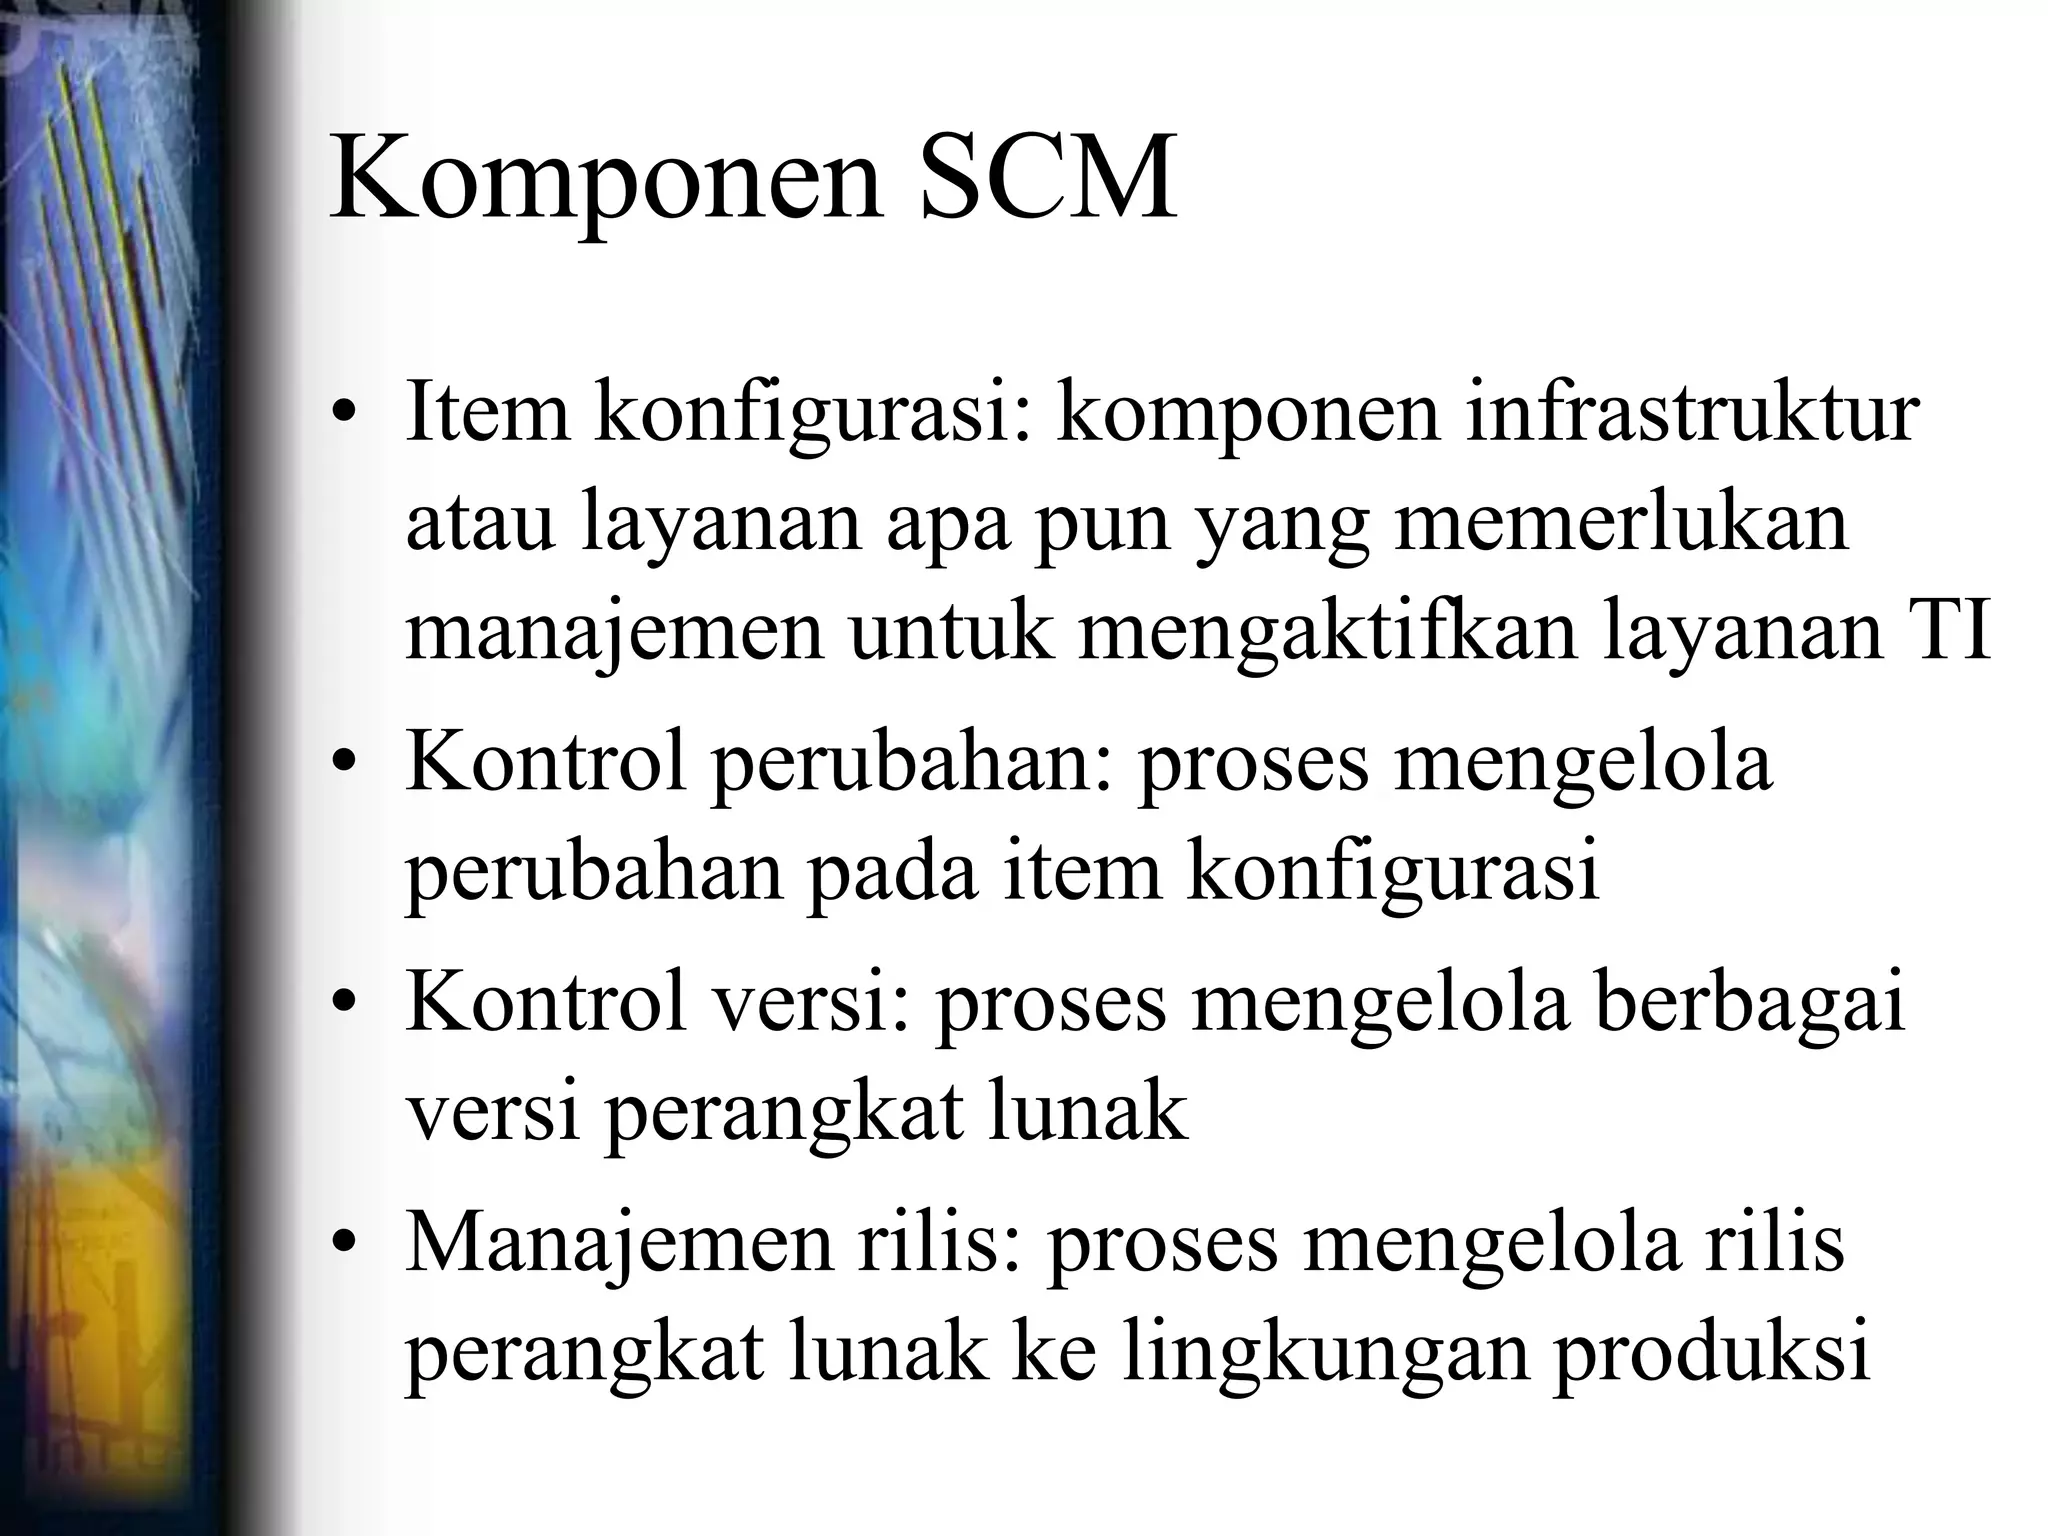 Komponen SCM
• Item konfigurasi: komponen infrastruktur
atau layanan apa pun yang memerlukan
manajemen untuk mengaktifkan layanan TI
• Kontrol perubahan: proses mengelola
perubahan pada item konfigurasi
• Kontrol versi: proses mengelola berbagai
versi perangkat lunak
• Manajemen rilis: proses mengelola rilis
perangkat lunak ke lingkungan produksi